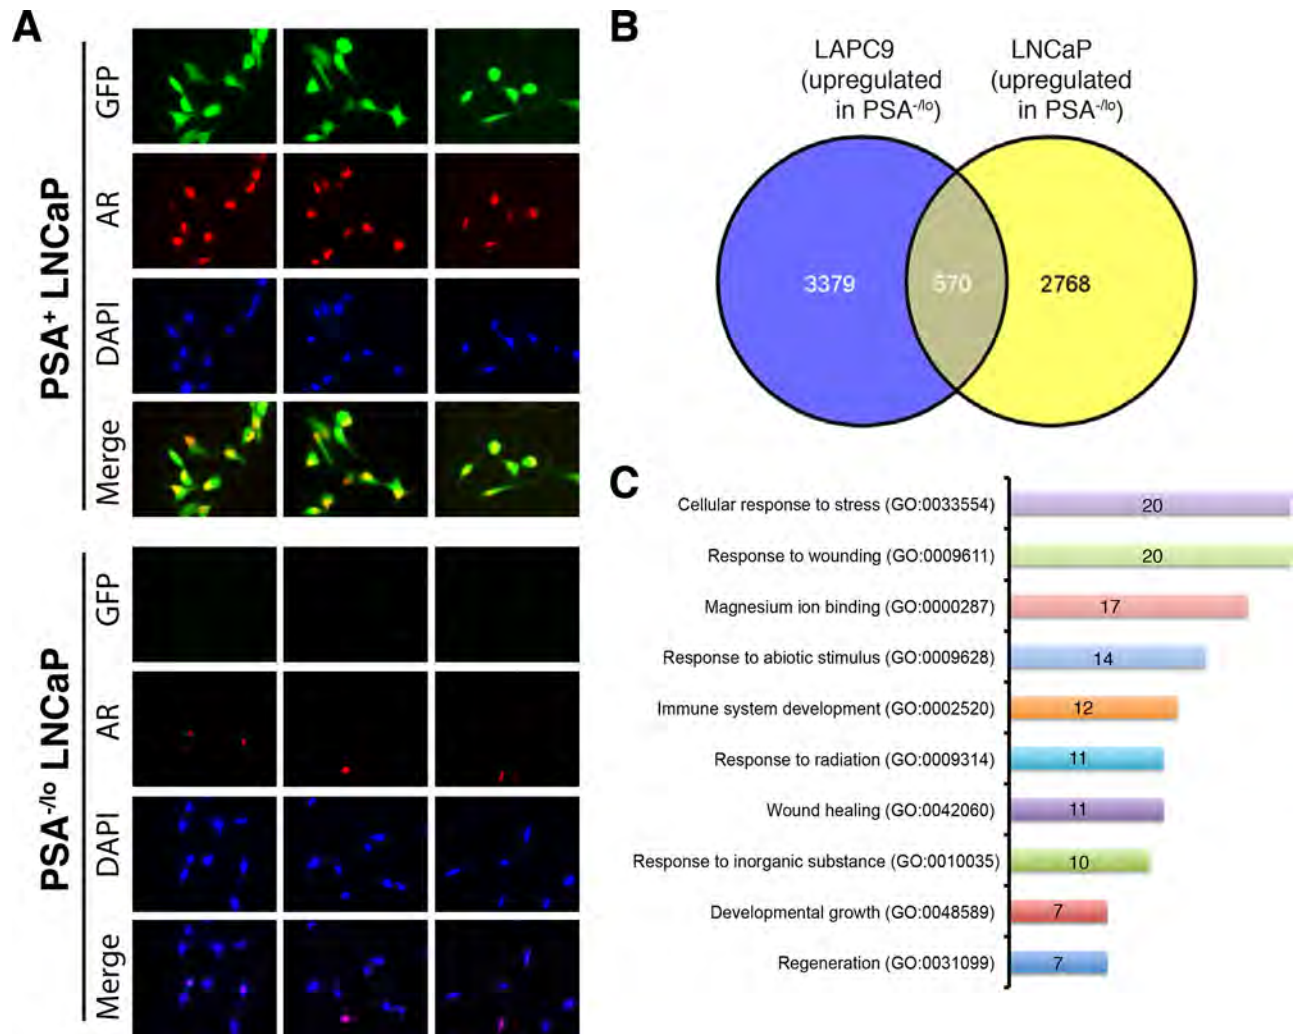 A
PSA+ LNCaP
GFP
AR
DAPI
Merge
PSA-/lo LNCaP
GFP
AR
DAPI
Merge
B
LAPC9
(upregulated
in PSA-/lo)
LNCaP
(upregulated
in PSA-/lo)
3379
570
2768
C
Cellular response to stress (GO:0033554)
20
Response to wounding (GO:0009611)
20
Magnesium ion binding (GO:0000287)
17
Response to abiotic stimulus (GO:0009628)
14
Immune system development (GO:0002520)
12
Response to radiation (GO:0009314)
11
Wound healing (GO:0042060)
11
Response to inorganic substance (GO:0010035)
10
Developmental growth (GO:0048589)
7
Regeneration (GO:0031099)
7